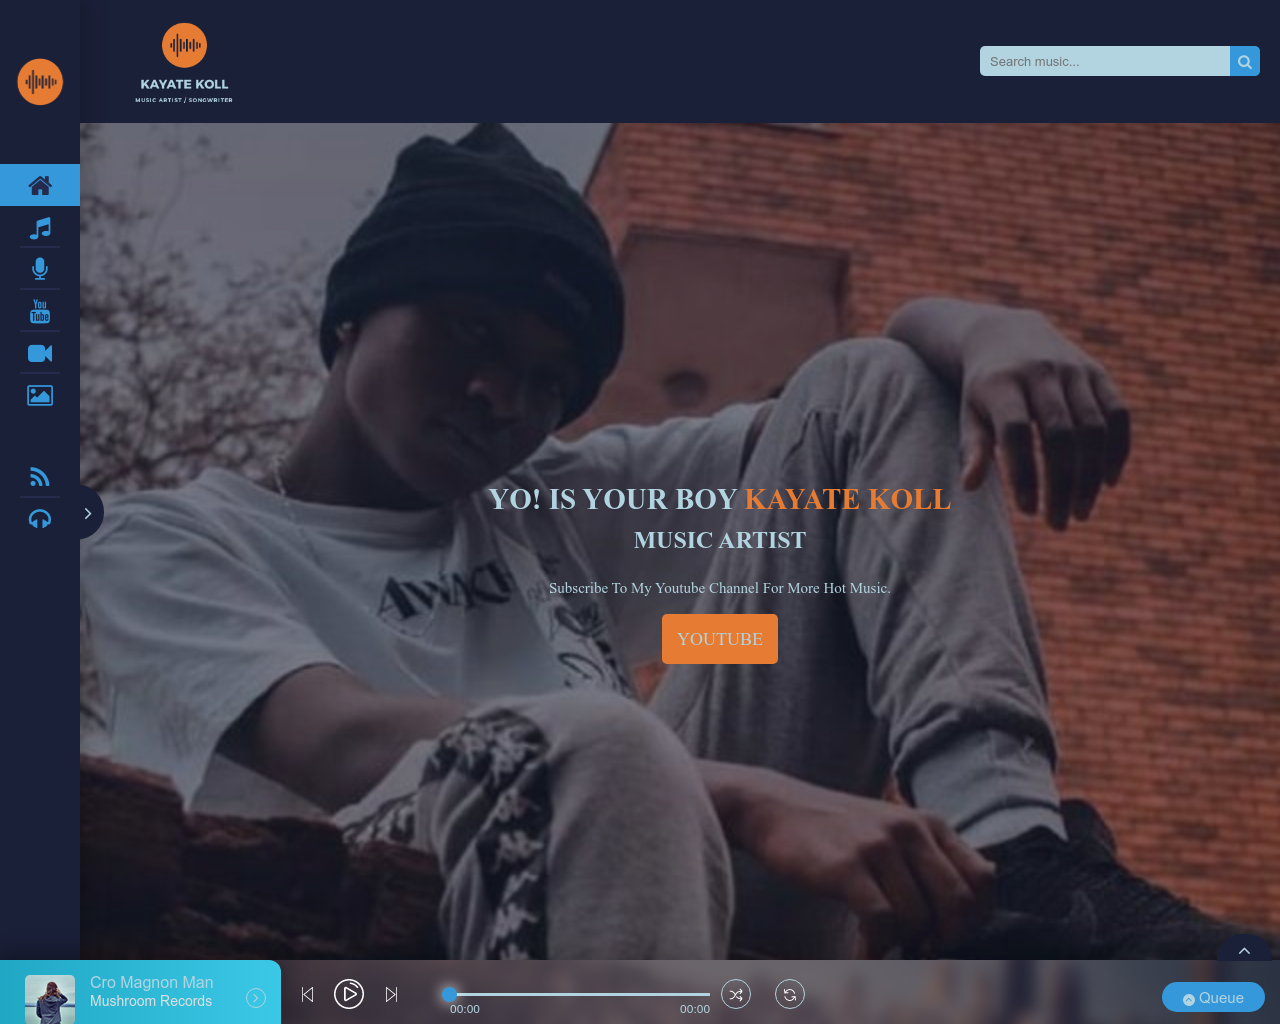 KAYATE KOLL
MUSIC ARTIST / SONGWRITER
Search music...
You
Tube
AWAKE
YO! IS YOUR BOY KAYATE KOLL
MUSIC ARTIST
Subscribe To My Youtube Channel For More Hot Music.
YOUTUBE
Cro Magnon Man
Mushroom Records
00:00
00:00
Queue